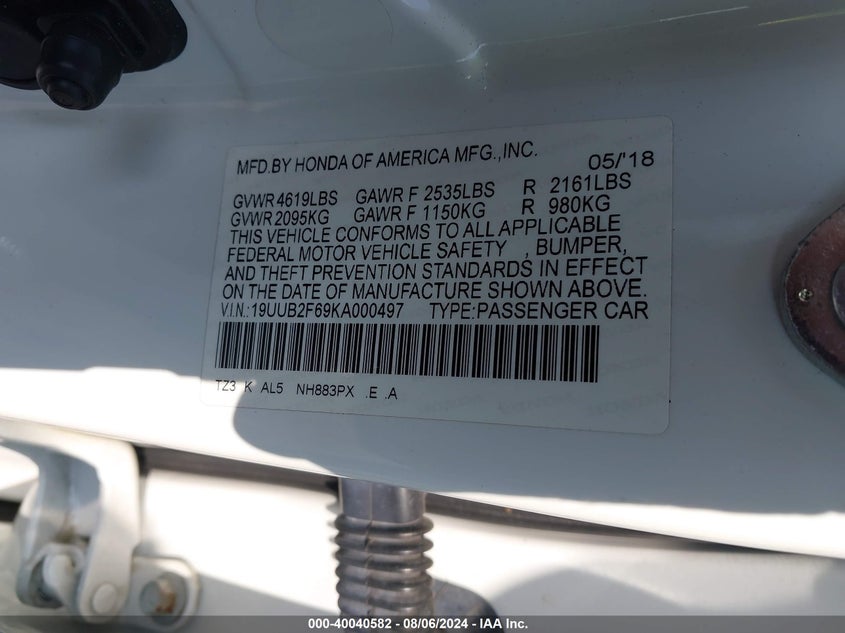 MFD.BY HONDA OF AMERICA MFG.,INC. 05/'18
GVWR 4619LBS GAWR F 2535LBS R 2161LBS
GVWR 2095KG GAWR F 1150KG R 980KG
THIS VEHICLE CONFORMS TO ALL APPLICABLE
FEDERAL MOTOR VEHICLE SAFETY , BUMPER,
AND THEFT PREVENTION STANDARDS IN EFFECT
ON THE DATE OF MANUFACTURE SHOWN ABOVE.
V.I.N.:19UUB2F69KA000497 TYPE:PASSENGER CAR
TZ3 K AL5 NH883PX .E .A
000-40040582 - 08/06/2024 - IAA Inc.